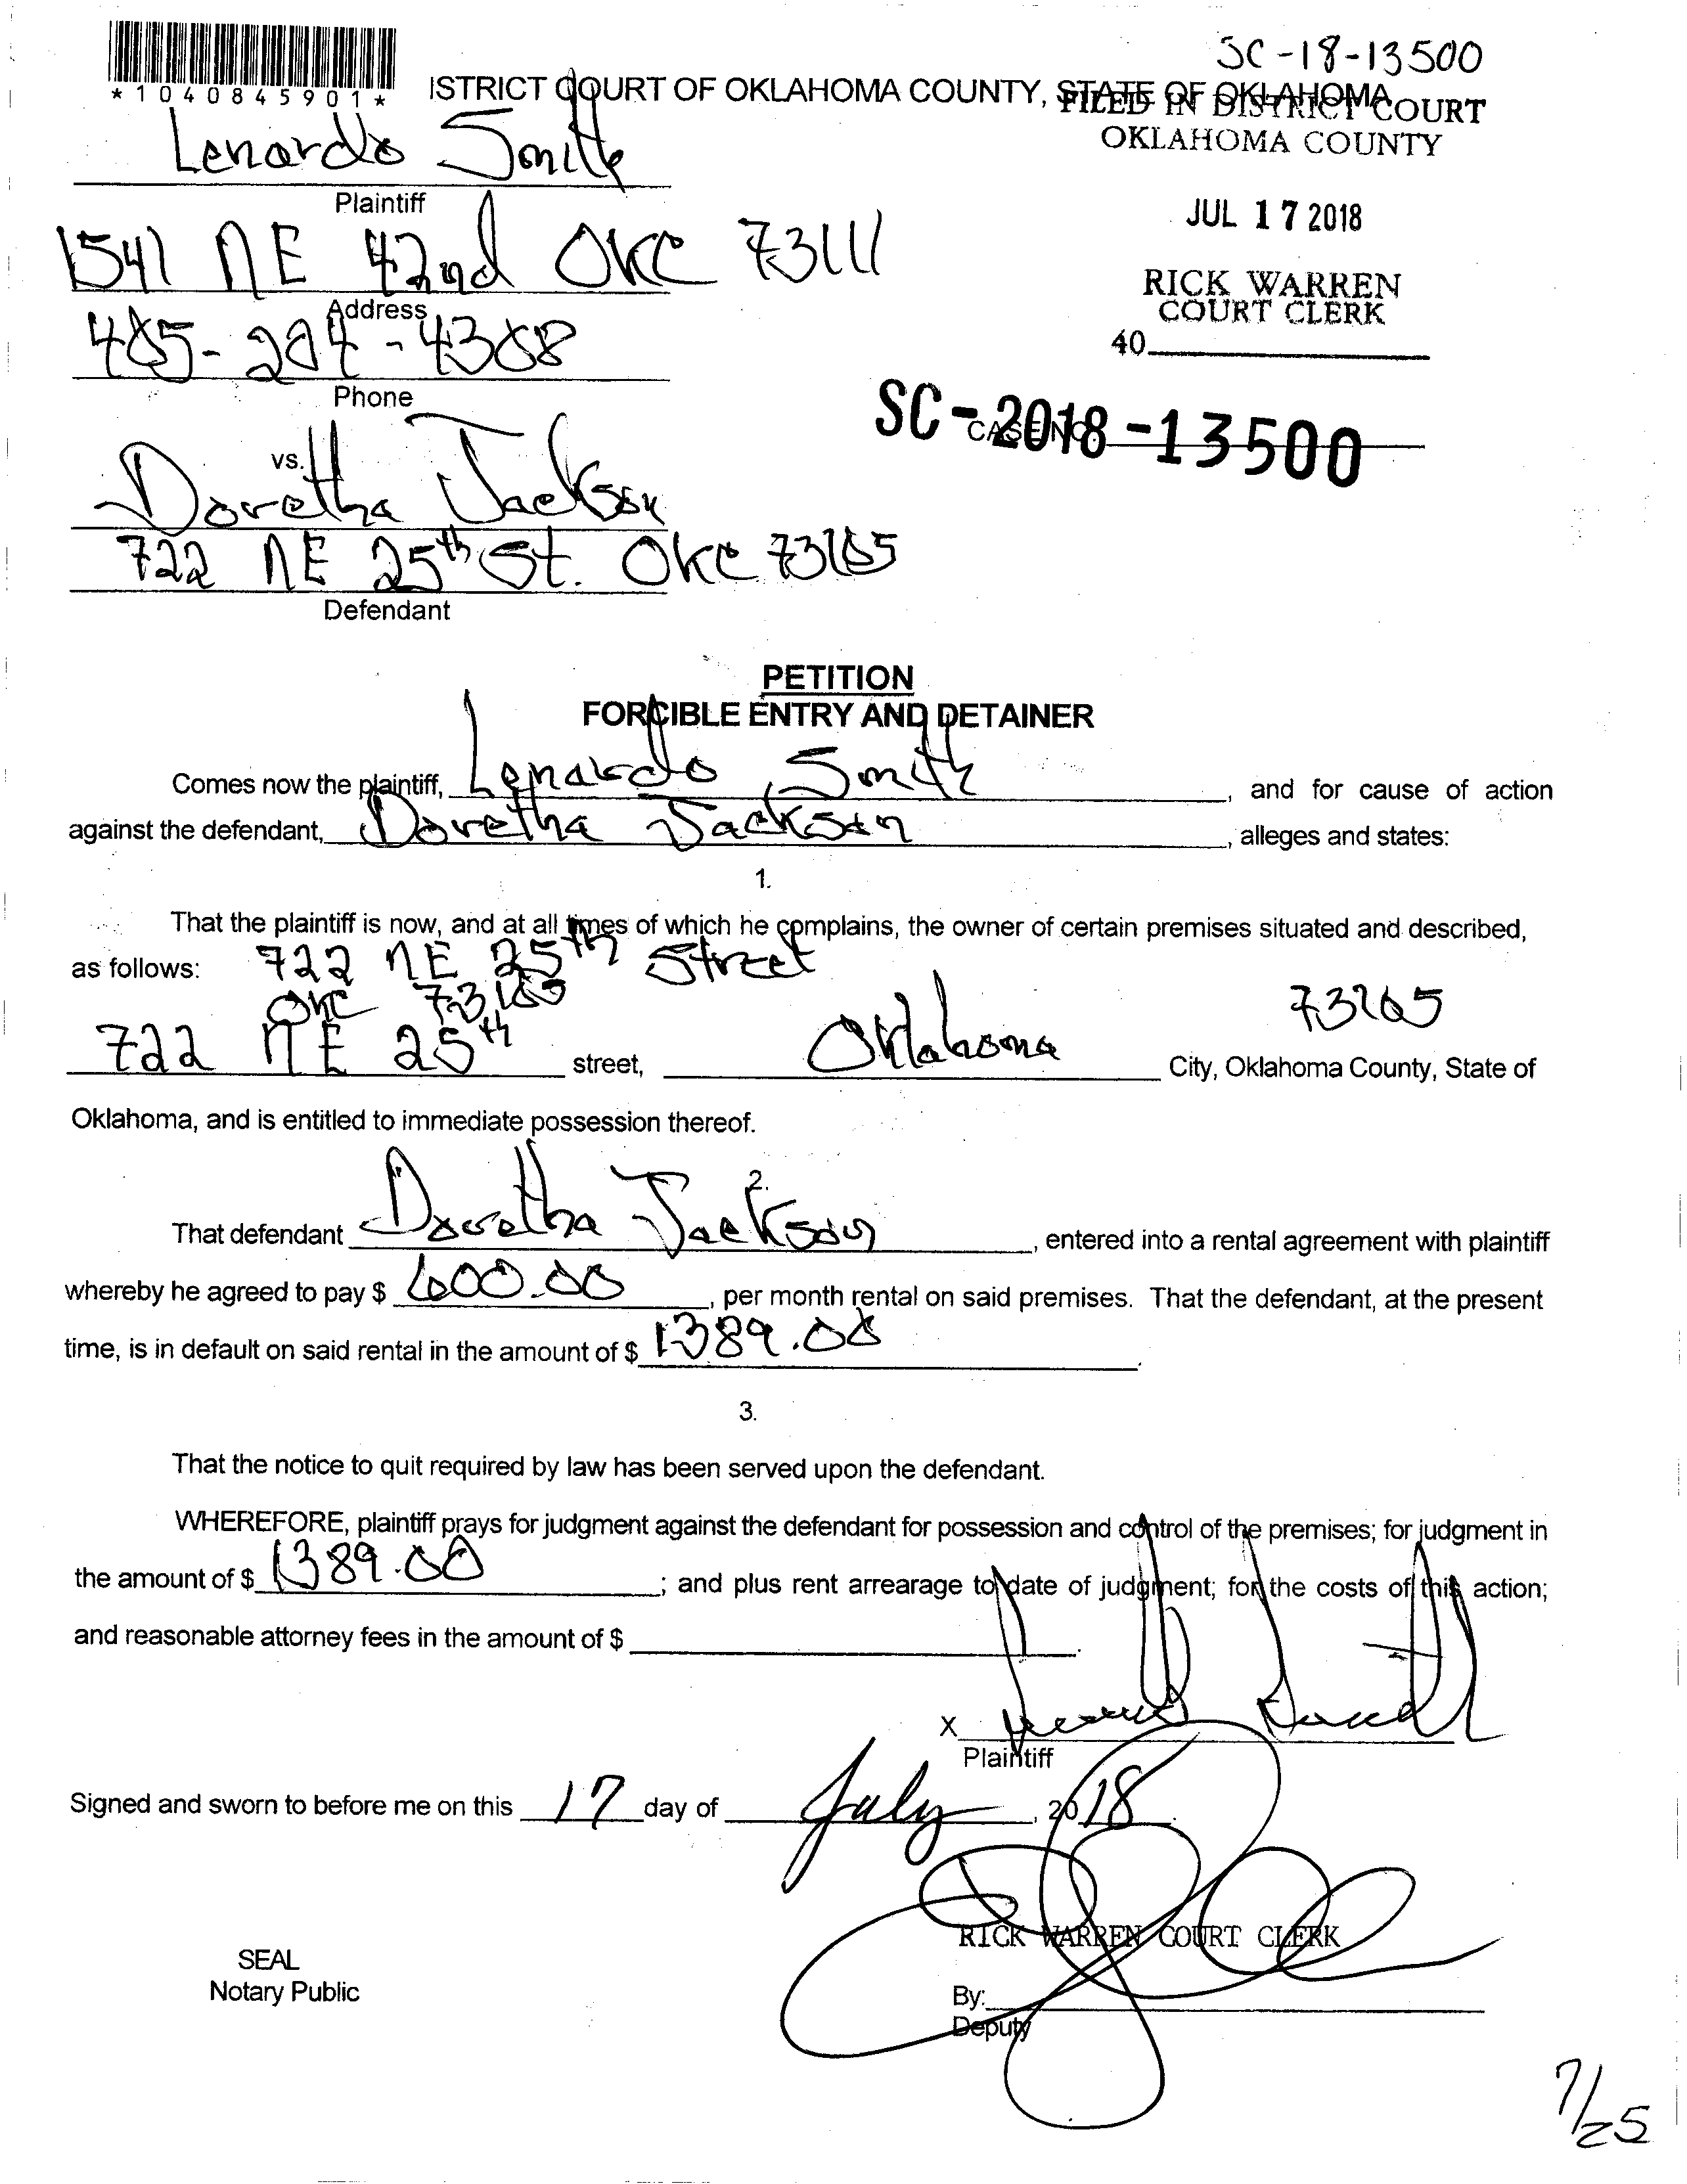 SC-18-13500
*1040845901*
ISTRICT COURT OF OKLAHOMA COUNTY, STATE OF OKLAHOMA
FILED IN DISTRICT COURT
OKLAHOMA COUNTY
Lenardo Smith
Plaintiff
JUL 17 2018
1541 NE 42nd OKC 73111
Address
RICK WARREN
COURT CLERK
40
405- -4308
Phone
SC-2018-13500
CASE NO.
vs.
Doretha Jackson
722 NE 25th St. OKC 73105
Defendant
PETITION
FORCIBLE ENTRY AND DETAINER
Comes now the plaintiff, Lenardo Smith, and for cause of action
against the defendant, Doretha Jackson, alleges and states:
1.
That the plaintiff is now, and at all times of which he complains, the owner of certain premises situated and described,
as follows: 722 NE 25th Street
OKC
73105
722 NE 25th street, Oklahoma City, Oklahoma County, State of
Oklahoma, and is entitled to immediate possession thereof.
2.
That defendant Doretha Jackson, entered into a rental agreement with plaintiff
whereby he agreed to pay $ 600.00, per month rental on said premises. That the defendant, at the present
time, is in default on said rental in the amount of $ 1389.00.
3.
That the notice to quit required by law has been served upon the defendant.
WHEREFORE, plaintiff prays for judgment against the defendant for possession and control of the premises; for judgment in
the amount of $ 1389.00; and plus rent arrearage to date of judgment; for the costs of this action;
and reasonable attorney fees in the amount of $ .
X Lenardo Smith
Plaintiff
Signed and sworn to before me on this 17 day of July, 2018.
RICK WARREN COURT CLERK
SEAL
Notary Public
By:
Deputy
7/25